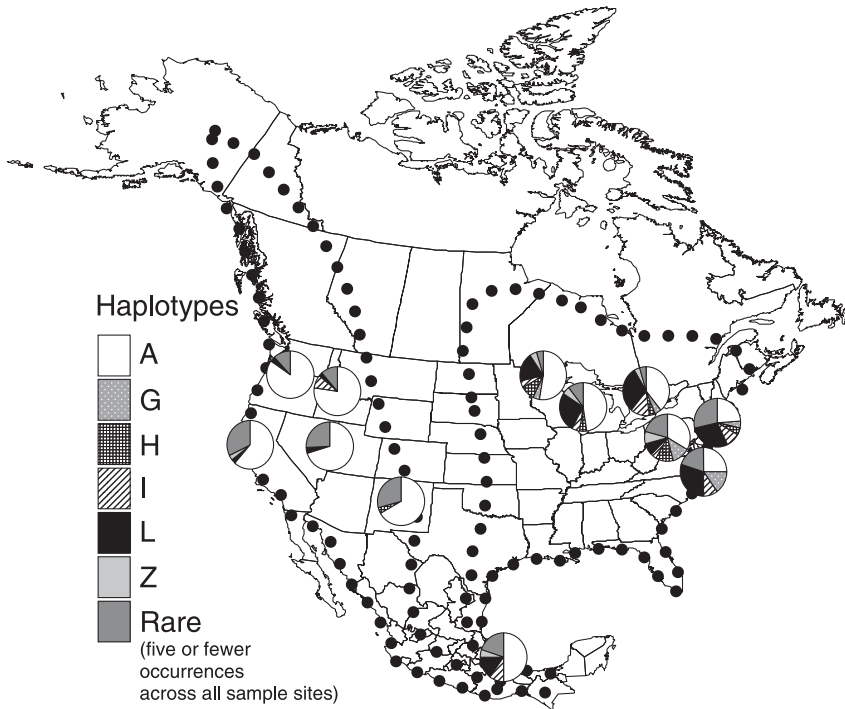 Haplotypes
A
G
H
I
L
Z
Rare
(five or fewer
occurrences
across all sample sites)